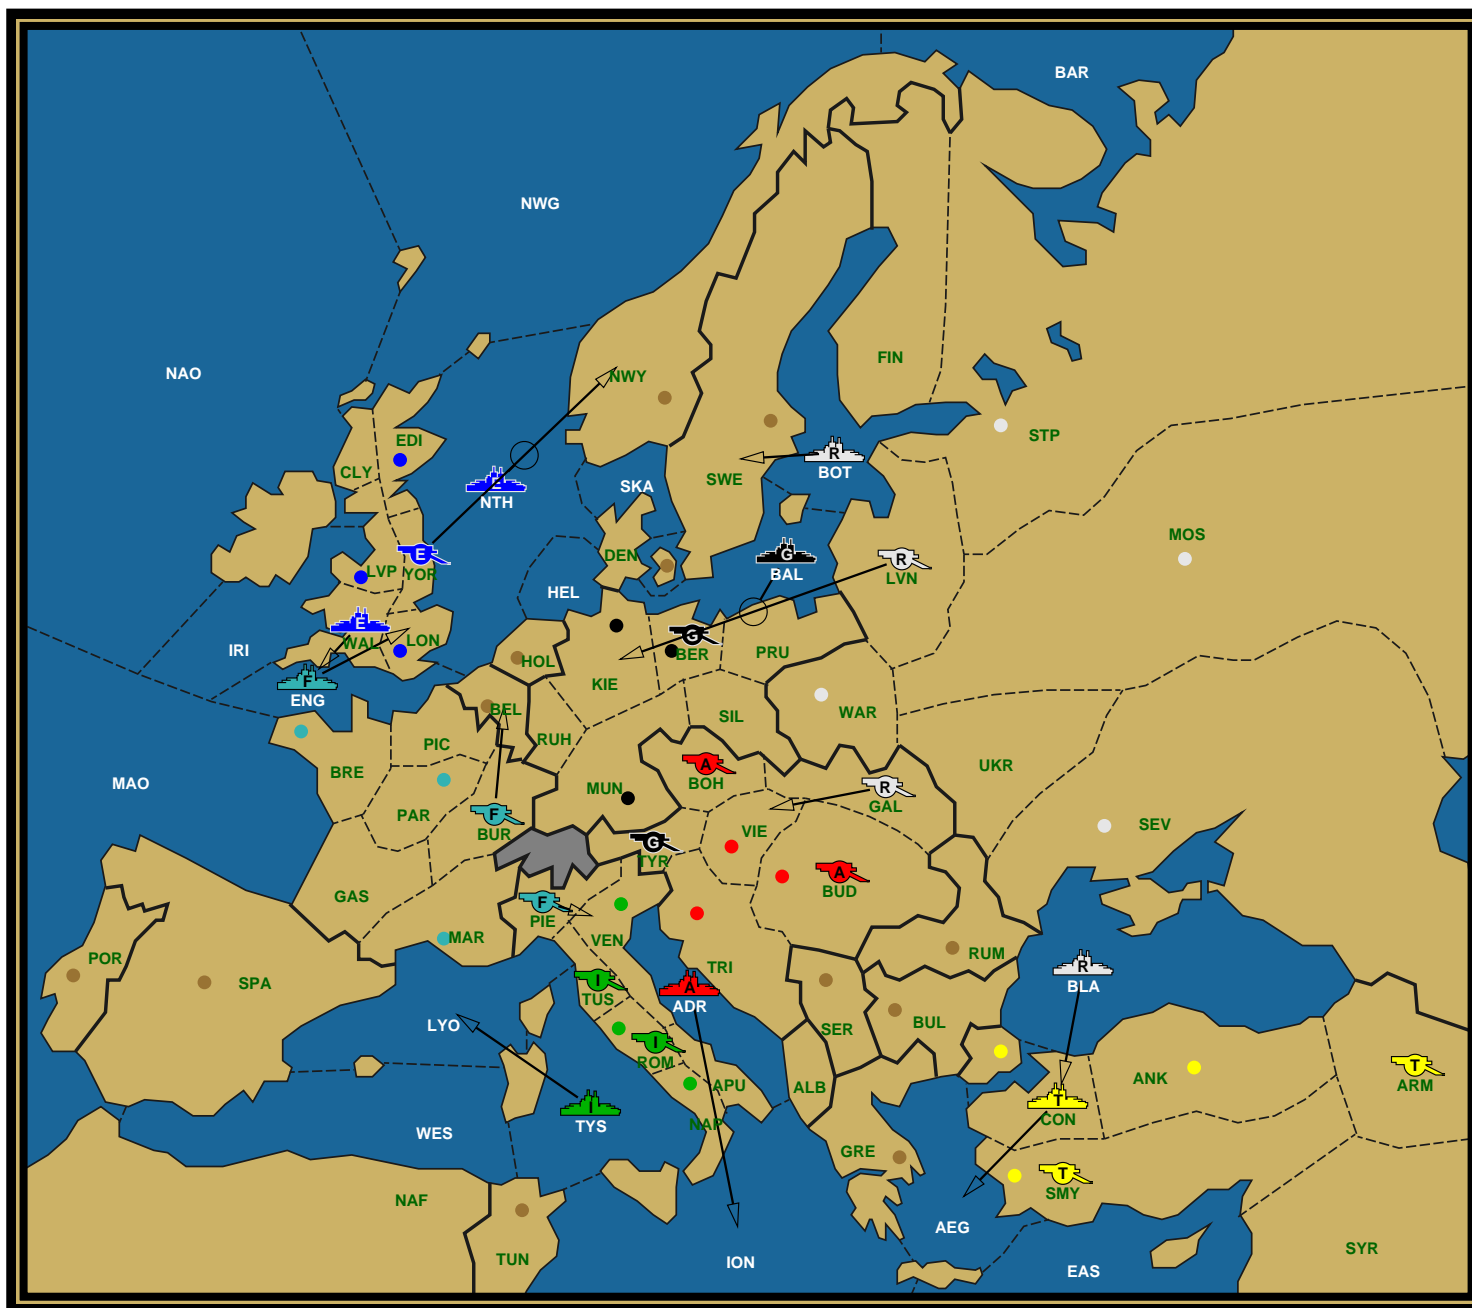 BAR
NWG
NAO
FIN
NWY
STP
EDI
CLY
SWE
R
BOT
SKA
E
NTH
MOS
E
YOR
LVP
DEN
G
BAL
R
LVN
HEL
E
WAL
LON
IRI
G
BER
PRU
HOL
KIE
F
ENG
BEL
SIL
WAR
PIC
RUH
BRE
A
BOH
UKR
MAO
MUN
R
GAL
PAR
F
BUR
VIE
SEV
G
TYR
A
BUD
GAS
F
PIE
MAR
VEN
POR
SPA
TRI
RUM
R
BLA
I
TUS
A
ADR
LYO
SER
BUL
I
ROM
APU
ALB
ANK
T
ARM
I
TYS
T
CON
WES
NAP
GRE
T
SMY
NAF
AEG
TUN
ION
EAS
SYR